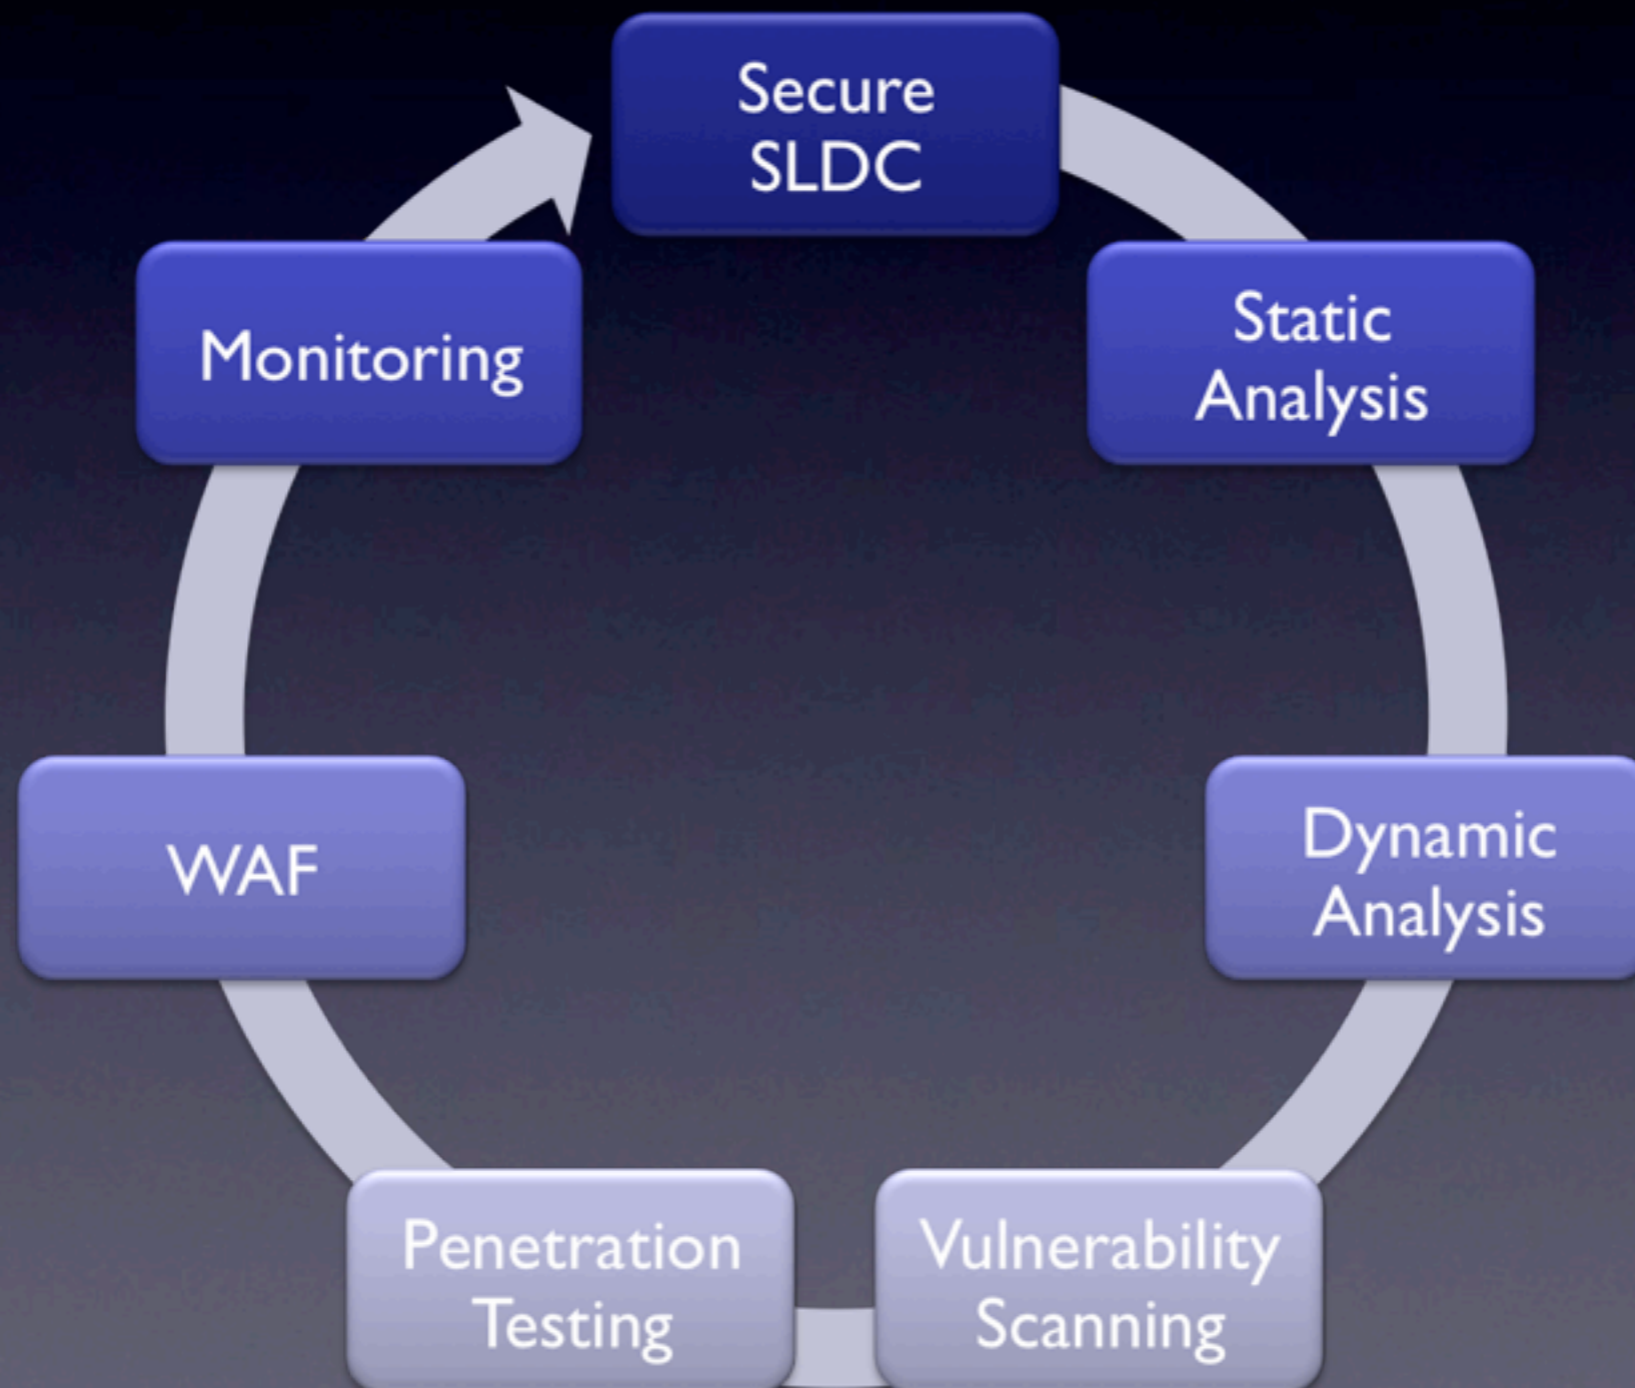 Secure
SLDC
Static
Analysis
Dynamic
Analysis
Vulnerability
Scanning
Penetration
Testing
WAF
Monitoring